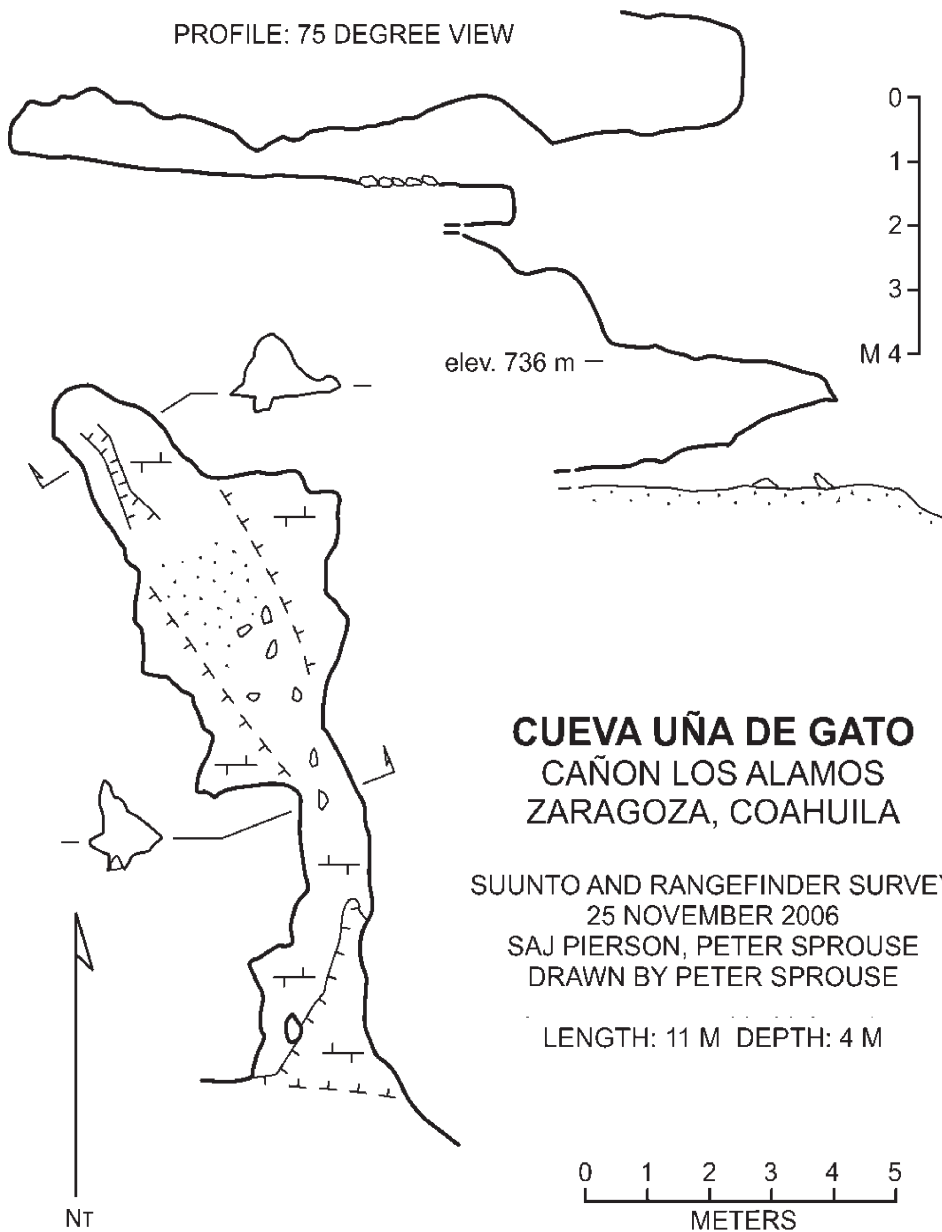 PROFILE: 75 DEGREE VIEW
0
1
2
3
M 4
elev. 736 m
CUEVA UÑA DE GATO
CAÑON LOS ALAMOS
ZARAGOZA, COAHUILA
SUUNTO AND RANGEFINDER SURVEY
25 NOVEMBER 2006
SAJ PIERSON, PETER SPROUSE
DRAWN BY PETER SPROUSE
LENGTH: 11 M DEPTH: 4 M
0 1 2 3 4 5
METERS
NT